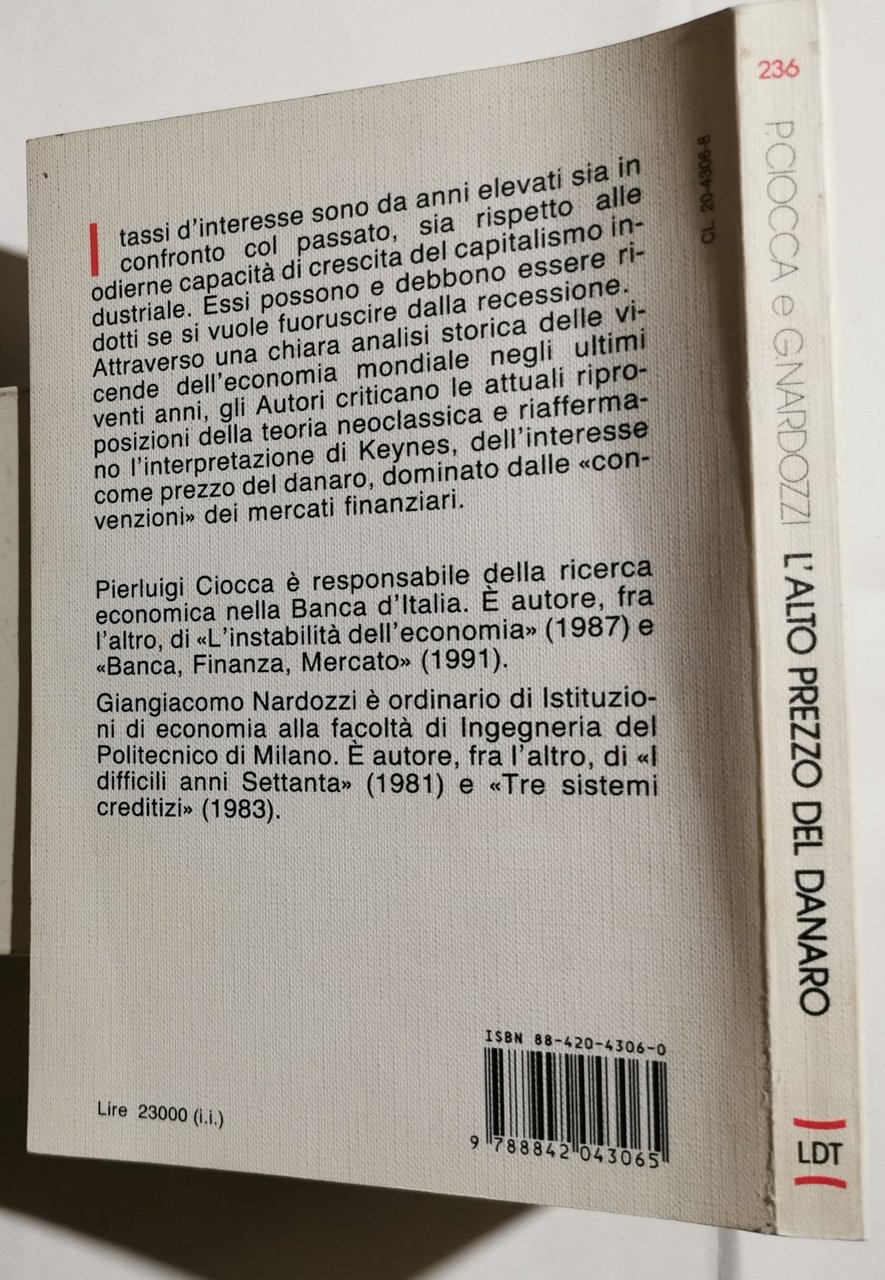 I tassi d'interesse sono da anni elevati sia in
confronto col passato, sia rispetto alle
odierne capacità di crescita del capitalismo in-
dustriale. Essi possono e debbono essere ri-
dotti se si vuole fuoruscire dalla recessione.
Attraverso una chiara analisi storica delle vi-
cende dell'economia mondiale negli ultimi
venti anni, gli Autori criticano le attuali ripro-
posizioni della teoria neoclassica e riafferma-
no l'interpretazione di Keynes, dell'interesse
come prezzo del danaro, dominato dalle «con-
venzioni» dei mercati finanziari.
Pierluigi Ciocca è responsabile della ricerca
economica nella Banca d'Italia. È autore, fra
l'altro, di «L'instabilità dell'economia» (1987) e
«Banca, Finanza, Mercato» (1991).
Giangiacomo Nardozzi è ordinario di Istituzio-
ni di economia alla facoltà di Ingegneria del
Politecnico di Milano. È autore, fra l'altro, di «I
difficili anni Settanta» (1981) e «Tre sistemi
creditizi» (1983).
Lire 23000 (i.i.)
ISBN 88-420-4306-0
9 788842 043065
CL 20-4306-8
236
P.CIOCCA e G.NARDOZZI L'ALTO PREZZO DEL DANARO
LDT